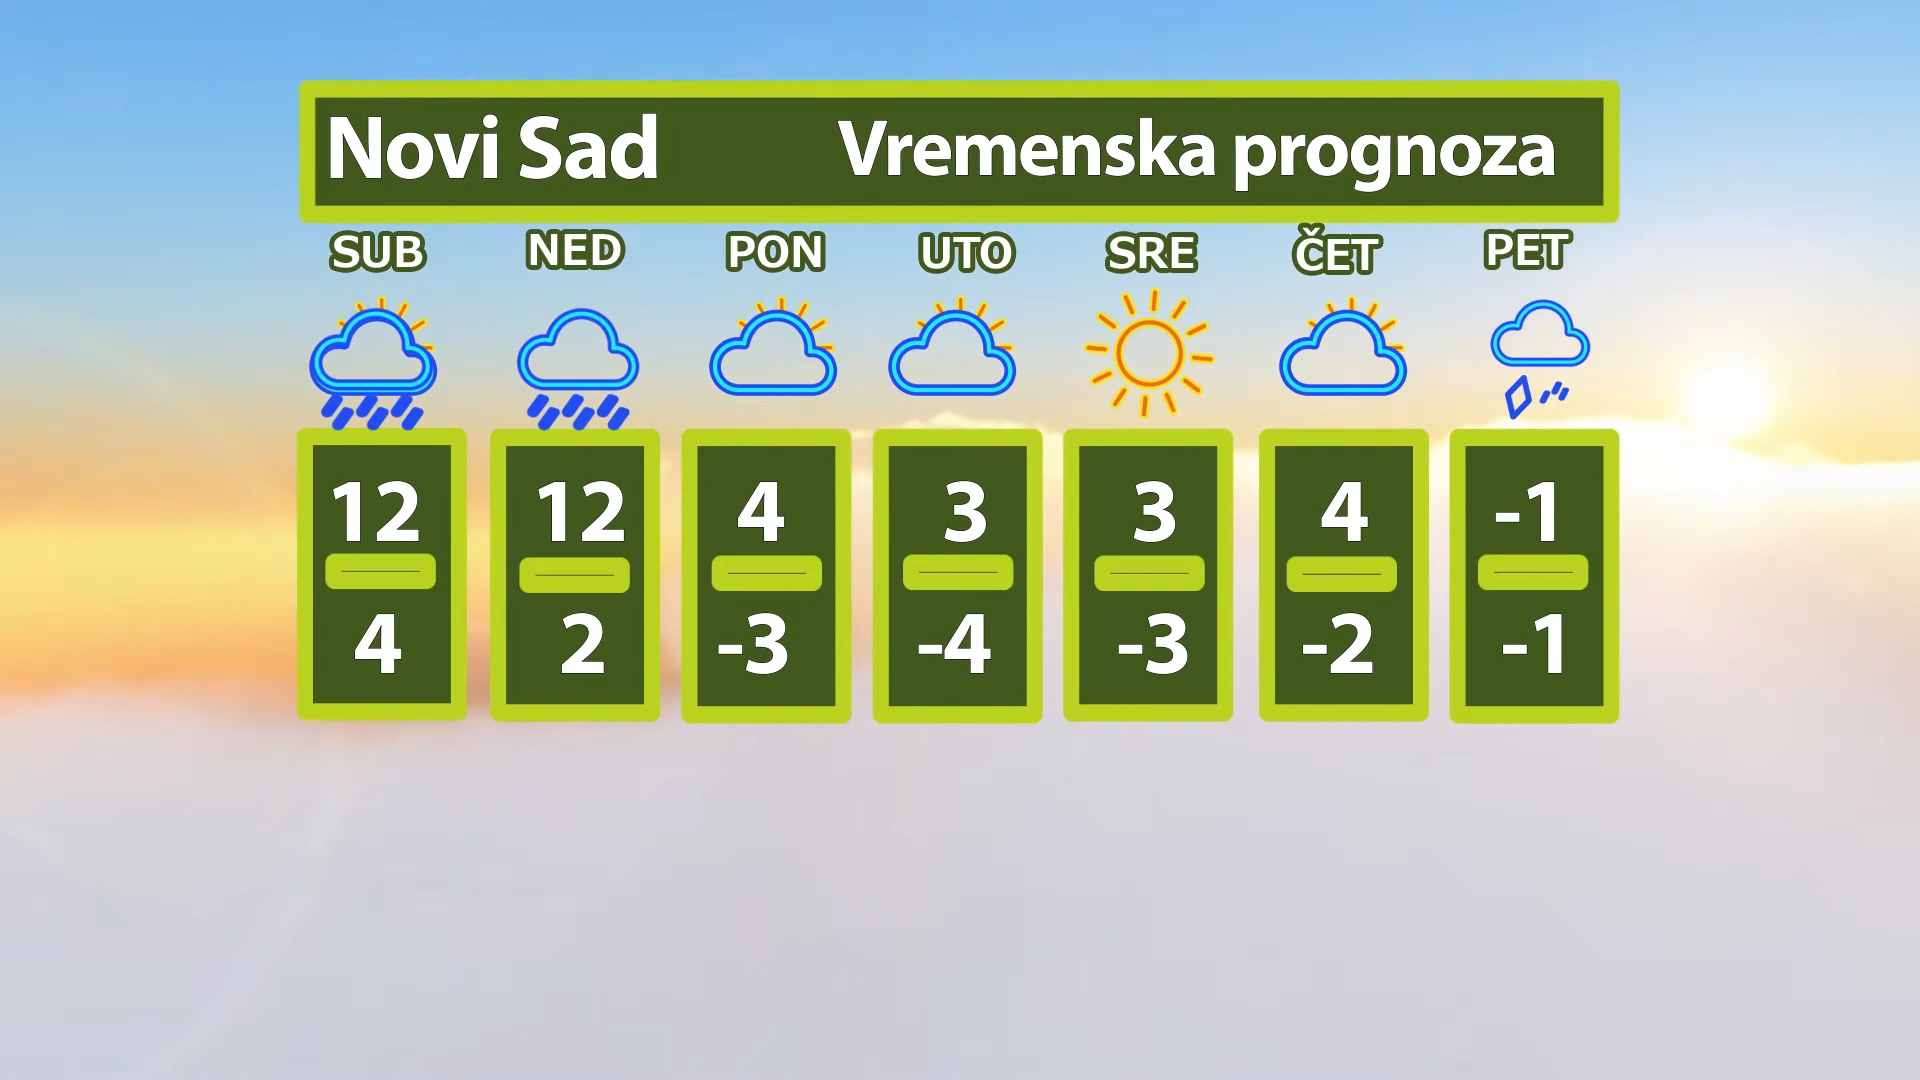 Novi Sad Vremenska prognoza
SUB NED PON UTO SRE ČET PET
12 12 4 3 3 4 -1
4 2 -3 -4 -3 -2 -1